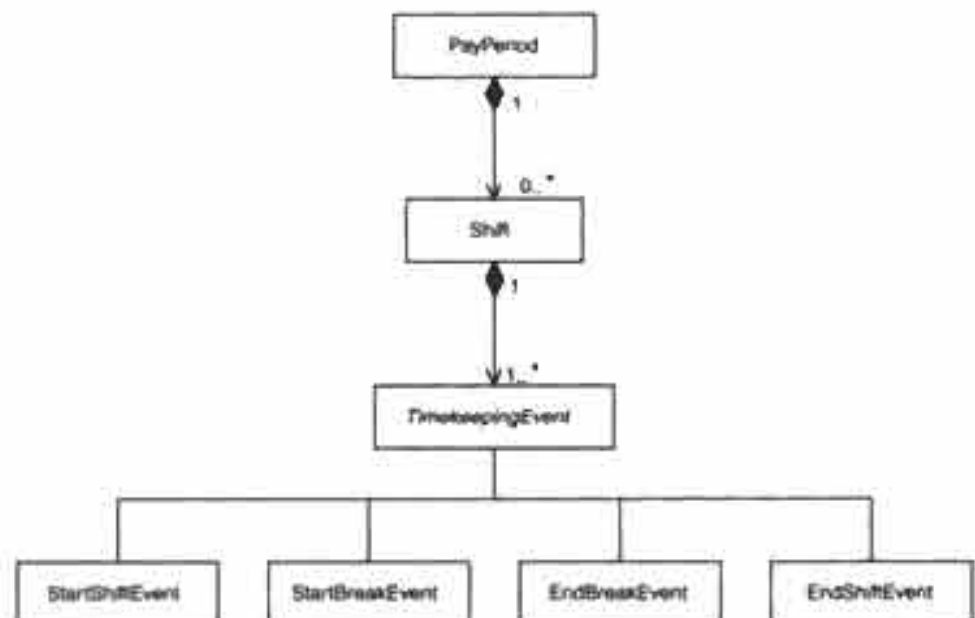 PayPeriod
1
0..*
Shift
1
1..*
TimekeepingEvent
StartShiftEvent
StartBreakEvent
EndBreakEvent
EndShiftEvent